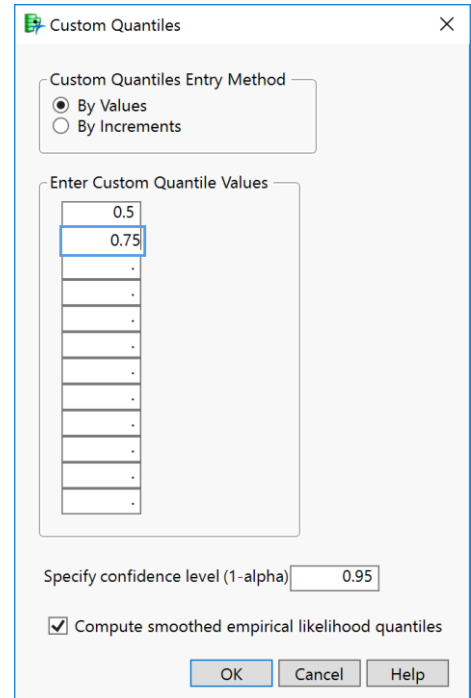 Custom Quantiles
Custom Quantiles Entry Method
By Values
By Increments
Enter Custom Quantile Values
0.5
0.75
.
.
.
.
.
.
.
.
.
.
Specify confidence level (1-alpha) 0.95
Compute smoothed empirical likelihood quantiles
OK Cancel Help